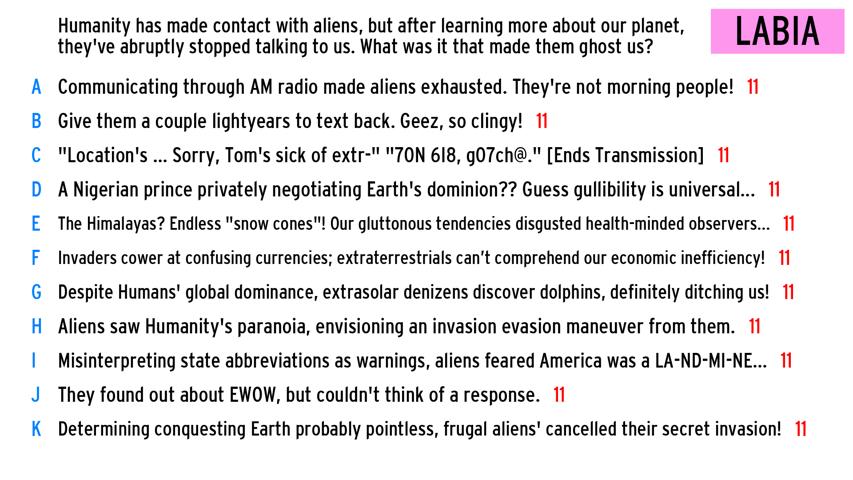 Humanity has made contact with aliens, but after learning more about our planet,
they've abruptly stopped talking to us. What was it that made them ghost us?
LABIA
A Communicating through AM radio made aliens exhausted. They're not morning people! 11
B Give them a couple lightyears to text back. Geez, so clingy! 11
C "Location's ... Sorry, Tom's sick of extr-" "70N 6l8, g07ch@." [Ends Transmission] 11
D A Nigerian prince privately negotiating Earth's dominion?? Guess gullibility is universal... 11
E The Himalayas? Endless "snow cones"! Our gluttonous tendencies disgusted health-minded observers... 11
F Invaders cower at confusing currencies; extraterrestrials can't comprehend our economic inefficiency! 11
G Despite Humans' global dominance, extrasolar denizens discover dolphins, definitely ditching us! 11
H Aliens saw Humanity's paranoia, envisioning an invasion evasion maneuver from them. 11
I Misinterpreting state abbreviations as warnings, aliens feared America was a LA-ND-MI-NE... 11
J They found out about EWOW, but couldn't think of a response. 11
K Determining conquesting Earth probably pointless, frugal aliens' cancelled their secret invasion! 11